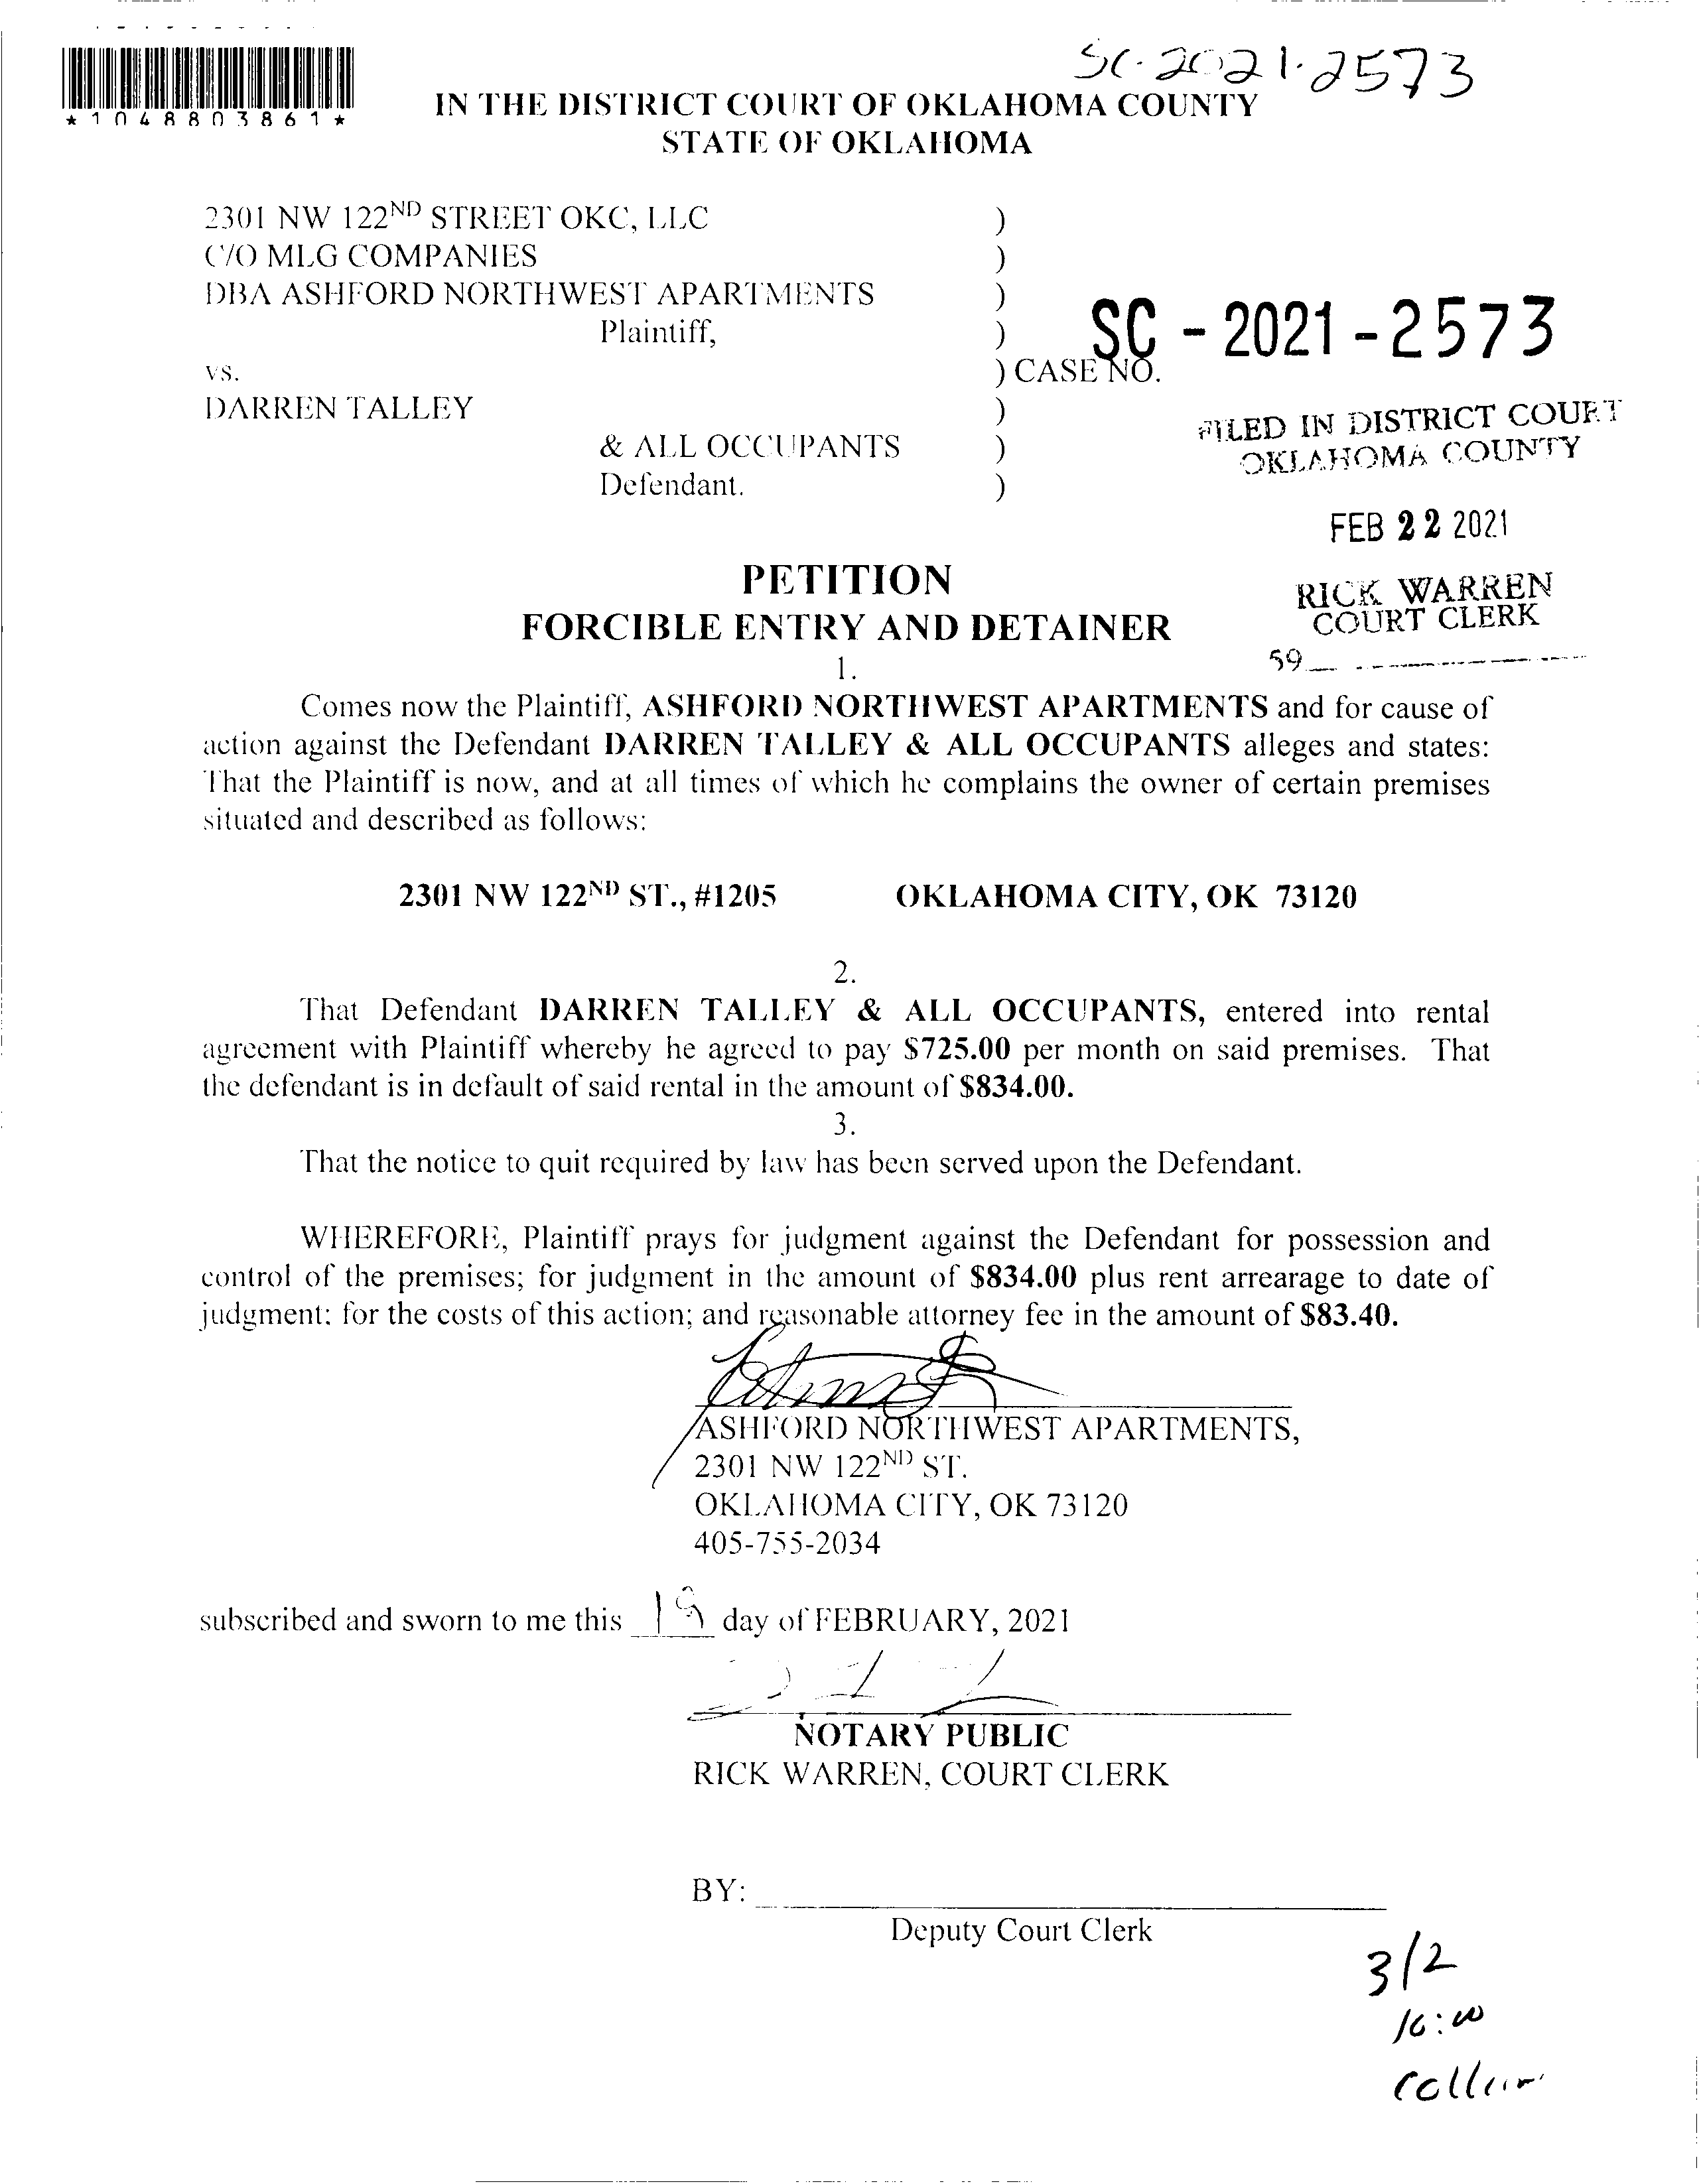 SC-2021-2573
*1048803861*
IN THE DISTRICT COURT OF OKLAHOMA COUNTY
STATE OF OKLAHOMA
2301 NW 122ND STREET OKC, LLC )
C/O MLG COMPANIES )
DBA ASHFORD NORTHWEST APARTMENTS )
Plaintiff, )
SC - 2021 - 2573
vs. ) CASE NO.
DARREN TALLEY )
& ALL OCCUPANTS )
Defendant. )
FILED IN DISTRICT COURT
OKLAHOMA COUNTY
FEB 22 2021
RICK WARREN
COURT CLERK
59
PETITION
FORCIBLE ENTRY AND DETAINER
1.
Comes now the Plaintiff, ASHFORD NORTHWEST APARTMENTS and for cause of
action against the Defendant DARREN TALLEY & ALL OCCUPANTS alleges and states:
That the Plaintiff is now, and at all times of which he complains the owner of certain premises
situated and described as follows:
2301 NW 122ND ST., #1205 OKLAHOMA CITY, OK 73120
2.
That Defendant DARREN TALLEY & ALL OCCUPANTS, entered into rental
agreement with Plaintiff whereby he agreed to pay $725.00 per month on said premises. That
the defendant is in default of said rental in the amount of $834.00.
3.
That the notice to quit required by law has been served upon the Defendant.
WHEREFORE, Plaintiff prays for judgment against the Defendant for possession and
control of the premises; for judgment in the amount of $834.00 plus rent arrearage to date of
judgment; for the costs of this action; and reasonable attorney fee in the amount of $83.40.
ASHFORD NORTHWEST APARTMENTS,
2301 NW 122ND ST.
OKLAHOMA CITY, OK 73120
405-755-2034
subscribed and sworn to me this 19 day of FEBRUARY, 2021
NOTARY PUBLIC
RICK WARREN, COURT CLERK
BY:
Deputy Court Clerk
3/2